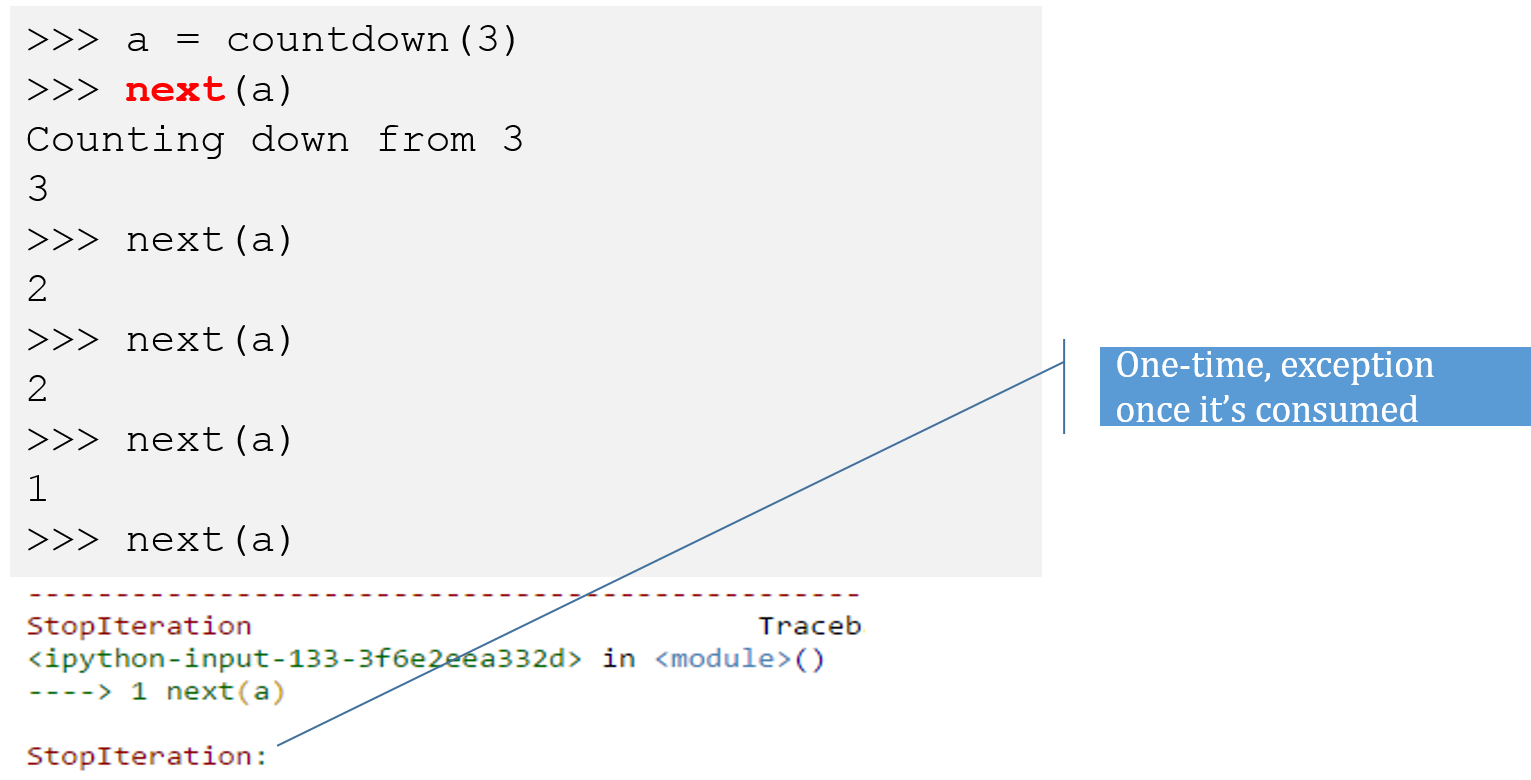 >>> a = countdown(3)
>>> next(a)
Counting down from 3
3
>>> next(a)
2
>>> next(a)
2
>>> next(a)
1
>>> next(a)
--------------------------------------------------
StopIteration                             Traceb
<ipython-input-133-3f6e2eea332d> in <module>()
----> 1 next(a)
StopIteration:
One-time, exception
once it’s consumed